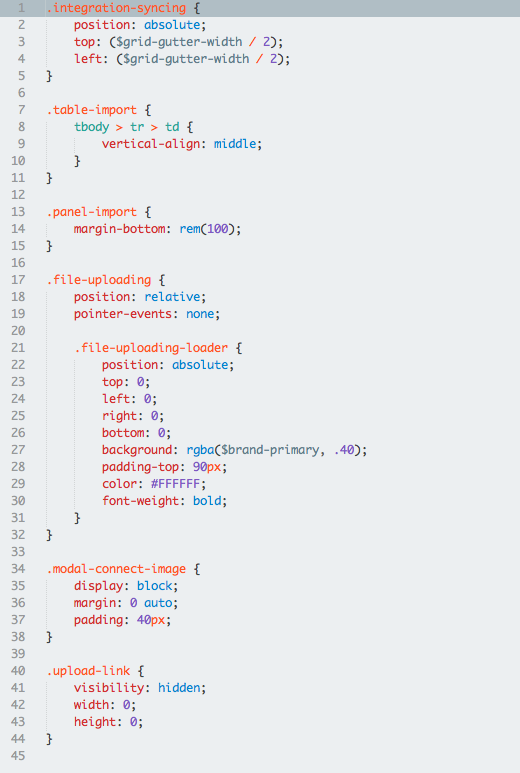 1 .integration-syncing {
2 position: absolute;
3 top: ($grid-gutter-width / 2);
4 left: ($grid-gutter-width / 2);
5 }
6
7 .table-import {
8 tbody > tr > td {
9 vertical-align: middle;
10 }
11 }
12
13 .panel-import {
14 margin-bottom: rem(100);
15 }
16
17 .file-uploading {
18 position: relative;
19 pointer-events: none;
20
21 .file-uploading-loader {
22 position: absolute;
23 top: 0;
24 left: 0;
25 right: 0;
26 bottom: 0;
27 background: rgba($brand-primary, .40);
28 padding-top: 90px;
29 color: #FFFFFF;
30 font-weight: bold;
31 }
32 }
33
34 .modal-connect-image {
35 display: block;
36 margin: 0 auto;
37 padding: 40px;
38 }
39
40 .upload-link {
41 visibility: hidden;
42 width: 0;
43 height: 0;
44 }
45